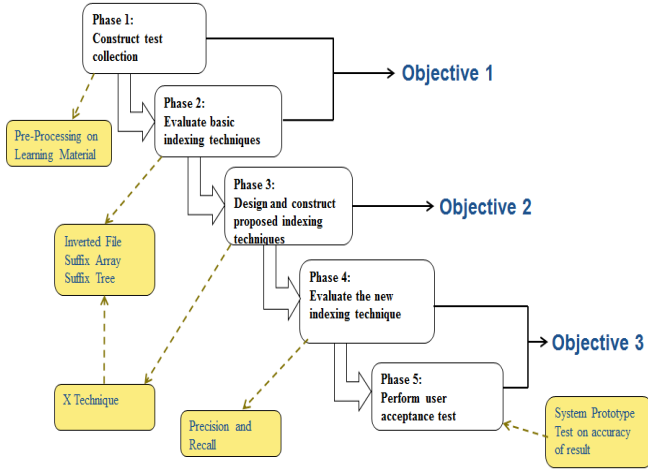 Phase 1:
Construct test
collection
Objective 1
Phase 2:
Evaluate basic
indexing techniques
Pre-Processing on
Learning Material
Phase 3:
Design and construct
proposed indexing
techniques
Objective 2
Inverted File
Suffix Array
Suffix Tree
Phase 4:
Evaluate the new
indexing technique
Objective 3
Phase 5:
Perform user
acceptance test
X Technique
Precision and
Recall
System Prototype
Test on accuracy
of result